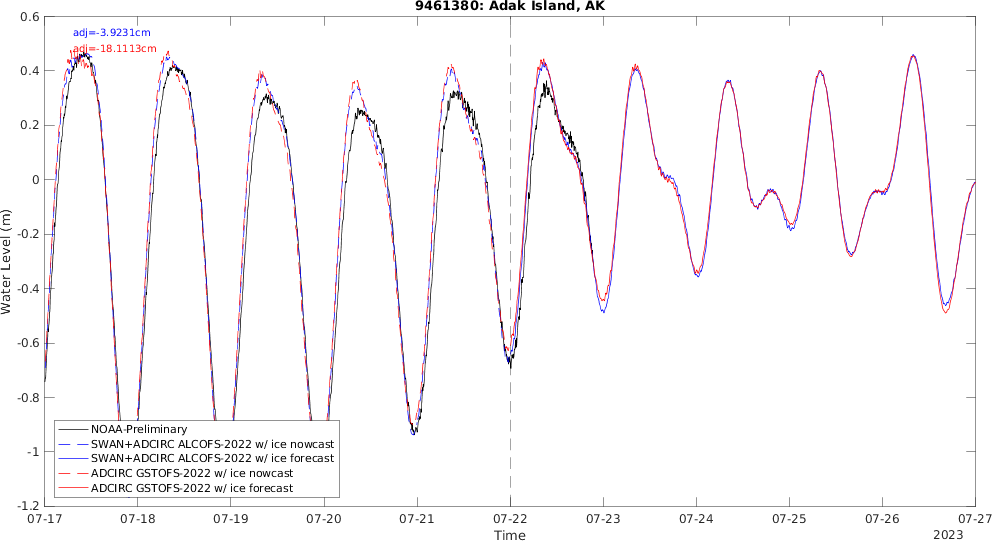 9461380: Adak Island, AK
adj=-3.9231cm
adj=-18.1113cm
Water Level (m)
0.6
0.4
0.2
0
-0.2
-0.4
-0.6
-0.8
-1
-1.2
NOAA-Preliminary
SWAN+ADCIRC ALCOFS-2022 w/ ice nowcast
SWAN+ADCIRC ALCOFS-2022 w/ ice forecast
ADCIRC GSTOFS-2022 w/ ice nowcast
ADCIRC GSTOFS-2022 w/ ice forecast
07-17 07-18 07-19 07-20 07-21 07-22 07-23 07-24 07-25 07-26 07-27
Time
2023